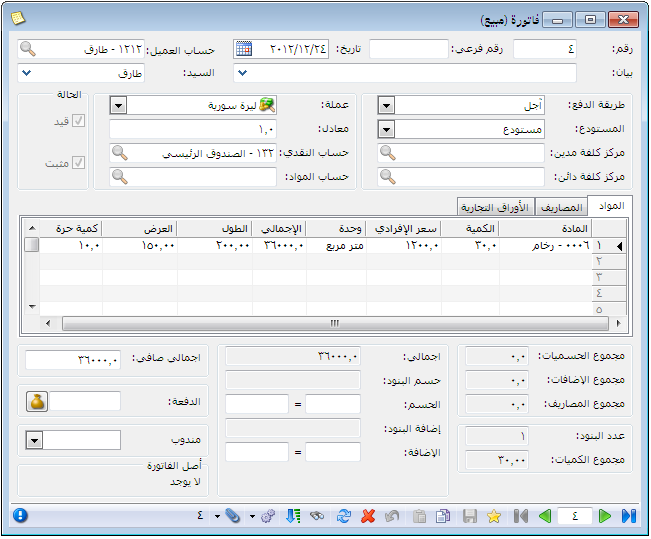 فاتورة (مبيع)
رقم: ٤ رقم فرعي: تاريخ: ٢٠١٢/١٢/٢٤ حساب العميل: ١٢١٢ - طارق
بيان: السيد: طارق
طريقة الدفع: آجل عملة: ليرة سورية الحالة
المستودع: مستودع معادل: ١,٠ قيد
مركز كلفة مدين: حساب النقدي: ١٣٢ - الصندوق الرئيسي مثبت
مركز كلفة دائن: حساب المواد:
المواد المصاريف الأوراق التجارية
المادة الكمية سعر الإفرادي وحدة الإجمالي الطول العرض كمية حرة
١ ٠٠٠٦ - رخام ٣٠,٠ ١٢٠٠,٠ متر مربع ٣٦٠٠٠,٠ ٢٠٠,٠٠ ١٥٠,٠٠ ١٠,٠
٢
٣
٤
٥
مجموع الحسميات: ٠,٠ اجمالي: ٣٦٠٠٠,٠ اجمالي صافي: ٣٦٠٠٠,٠
مجموع الإضافات: ٠,٠ حسم البنود:
مجموع المصاريف: ٠,٠ الحسم: = الدفعة:
عدد البنود: ١ إضافة البنود: مندوب
مجموع الكميات: ٣٠,٠٠ الإضافة: = أصل الفاتورة
لا يوجد
٤ ٤